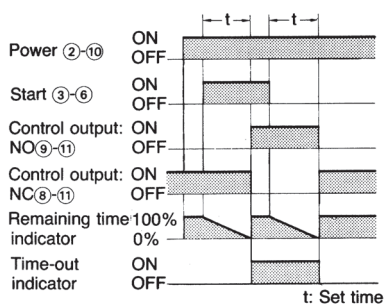 t t
Power ②-⑩ ON
OFF
Start ③-⑥ ON
OFF
Control output: ON
NO⑨-⑪ OFF
Control output: ON
NC⑧-⑪ OFF
Remaining time 100%
indicator 0%
Time-out ON
indicator OFF
t: Set time